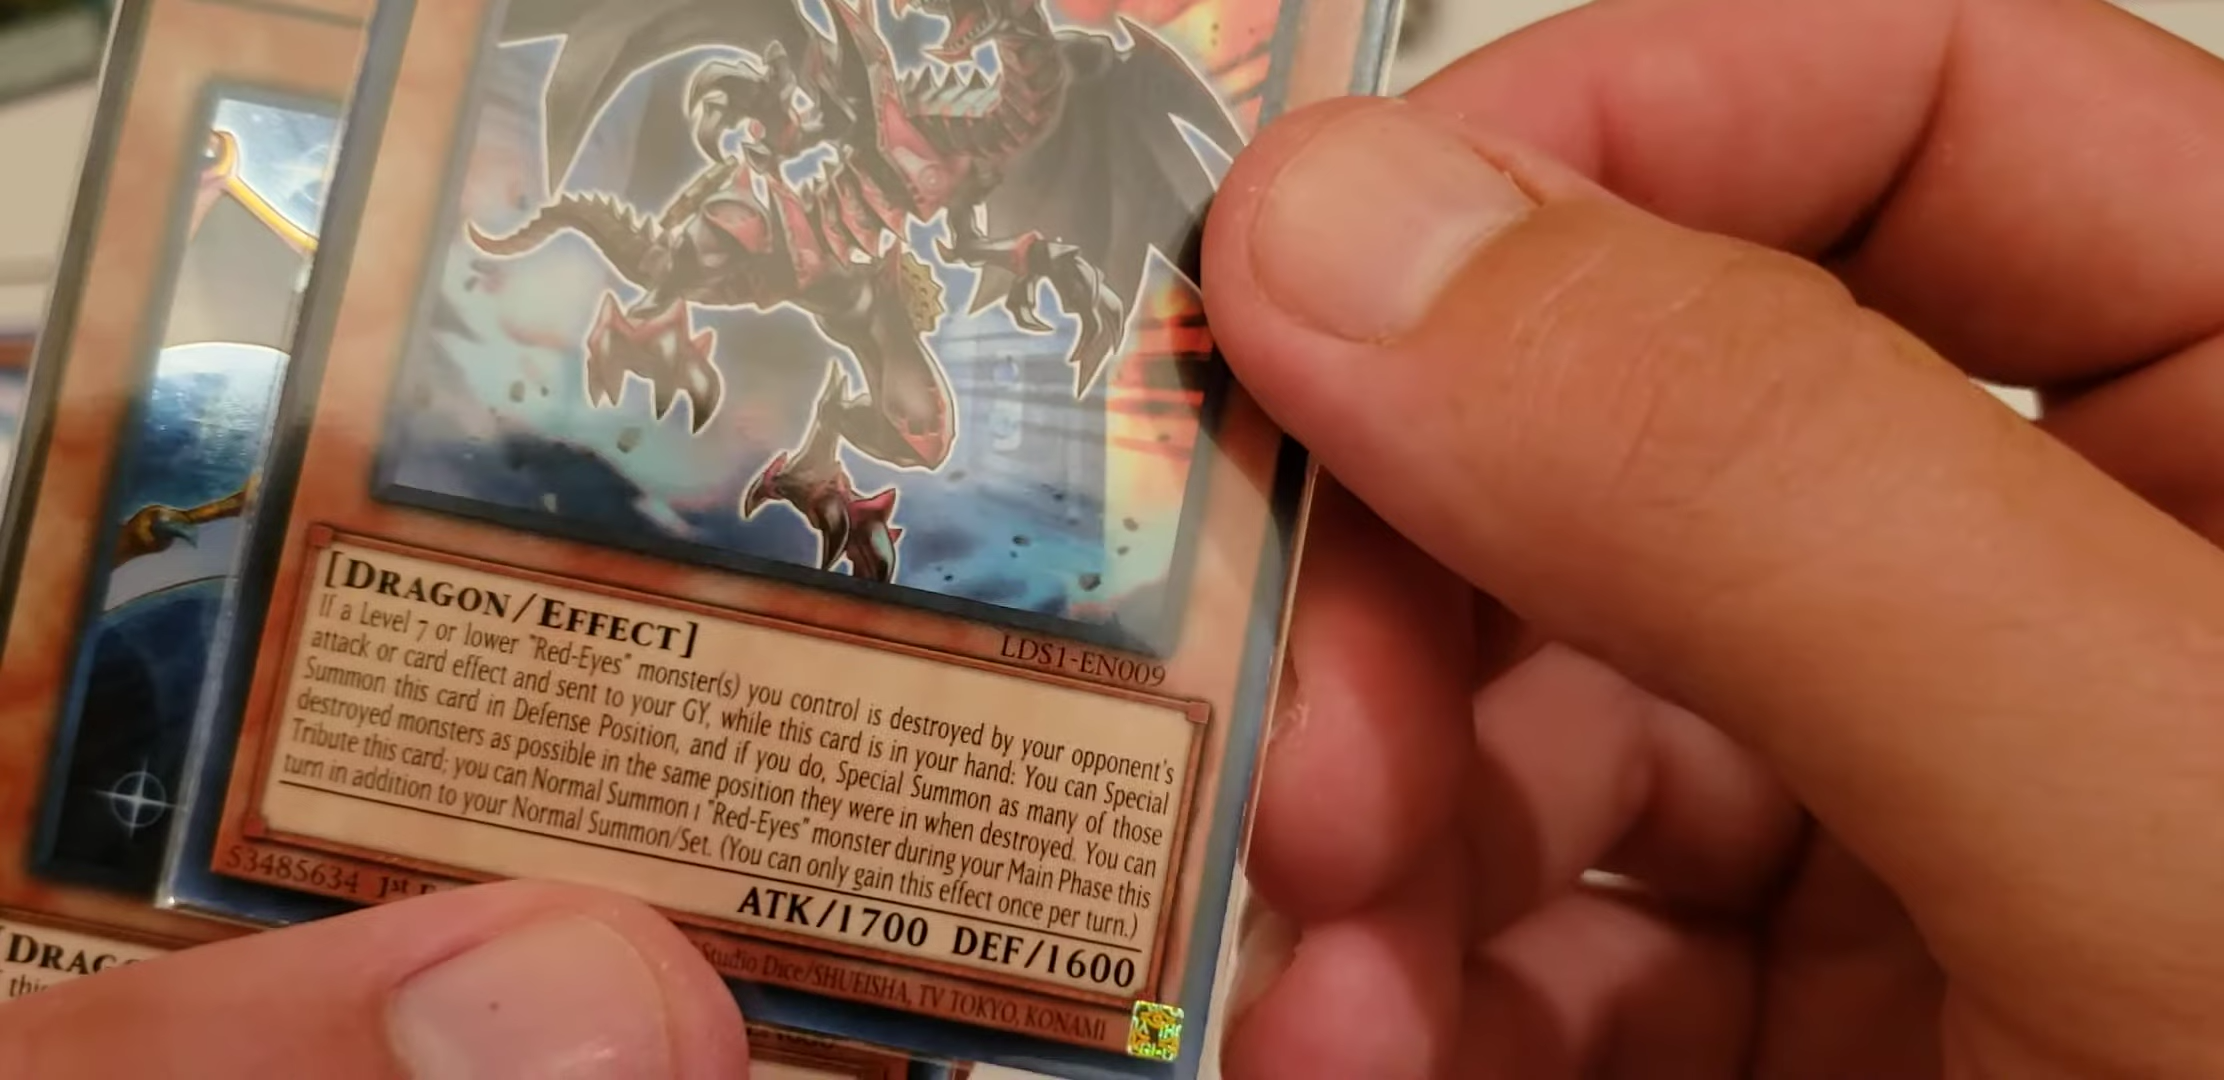 [DRAGON/EFFECT]
LDS1-EN009
If a Level 7 or lower "Red-Eyes" monster(s) you control is destroyed by your opponent's
attack or card effect and sent to your GY, while this card is in your hand: You can Special
Summon this card in Defense Position, and if you do, Special Summon as many of those
destroyed monsters as possible in the same position they were in when destroyed. You can
Tribute this card; you can Normal Summon 1 "Red-Eyes" monster during your Main Phase this
turn in addition to your Normal Summon/Set. (You can only gain this effect once per turn.)
ATK/1700 DEF/1600
53485634 1st
Studio Dice/SHUEISHA, TV TOKYO, KONAMI